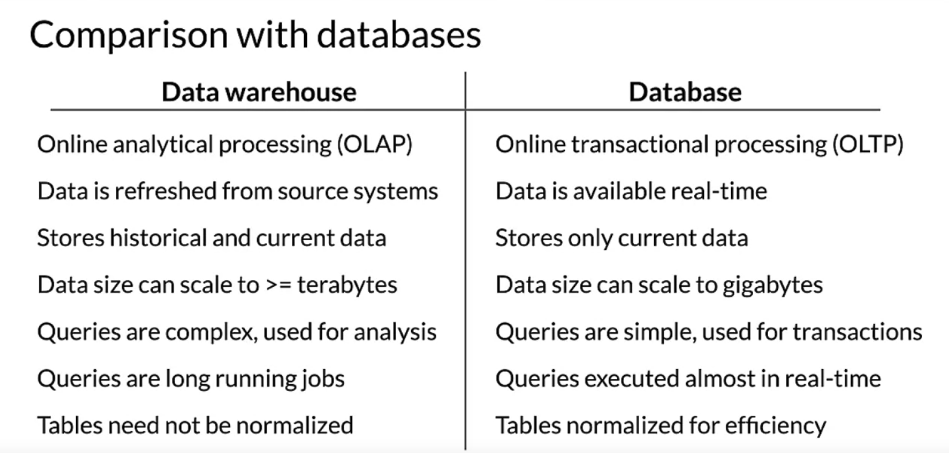 Comparison with databases
Data warehouse
Database
Online analytical processing (OLAP)
Online transactional processing (OLTP)
Data is refreshed from source systems
Data is available real-time
Stores historical and current data
Stores only current data
Data size can scale to >= terabytes
Data size can scale to gigabytes
Queries are complex, used for analysis
Queries are simple, used for transactions
Queries are long running jobs
Queries executed almost in real-time
Tables need not be normalized
Tables normalized for efficiency